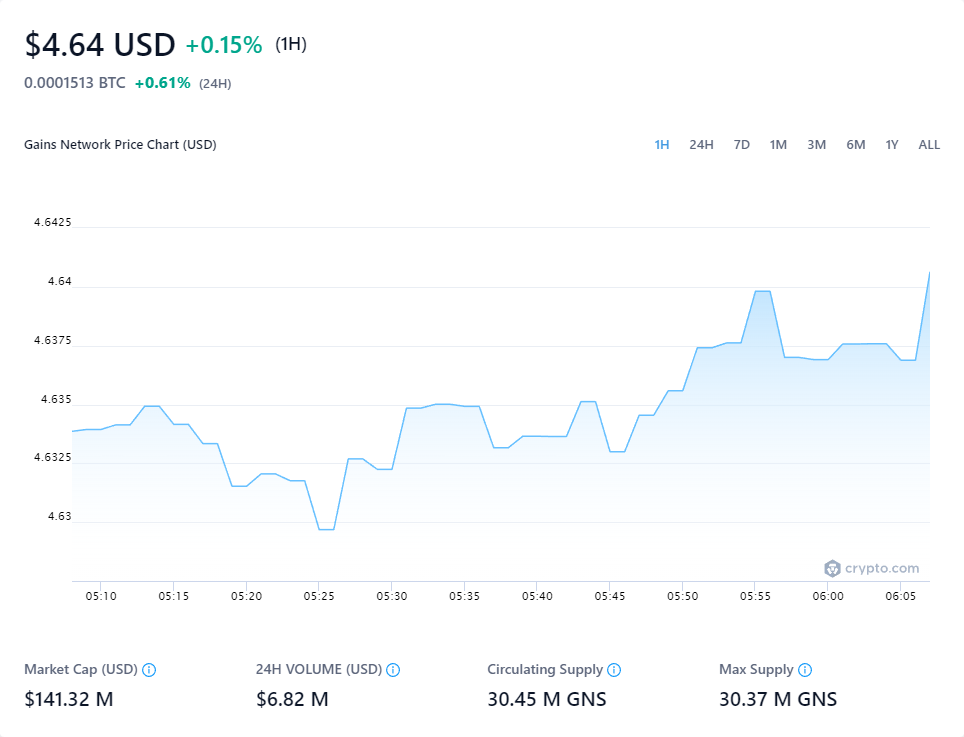 $4.64 USD +0.15% (1H)
0.0001513 BTC +0.61% (24H)
Gains Network Price Chart (USD) 1H 24H 7D 1M 3M 6M 1Y ALL
4.6425
4.64
4.6375
4.635
4.6325
4.63
crypto.com
05:10 05:15 05:20 05:25 05:30 05:35 05:40 05:45 05:50 05:55 06:00 06:05
Market Cap (USD) 24H VOLUME (USD) Circulating Supply Max Supply
$141.32 M $6.82 M 30.45 M GNS 30.37 M GNS